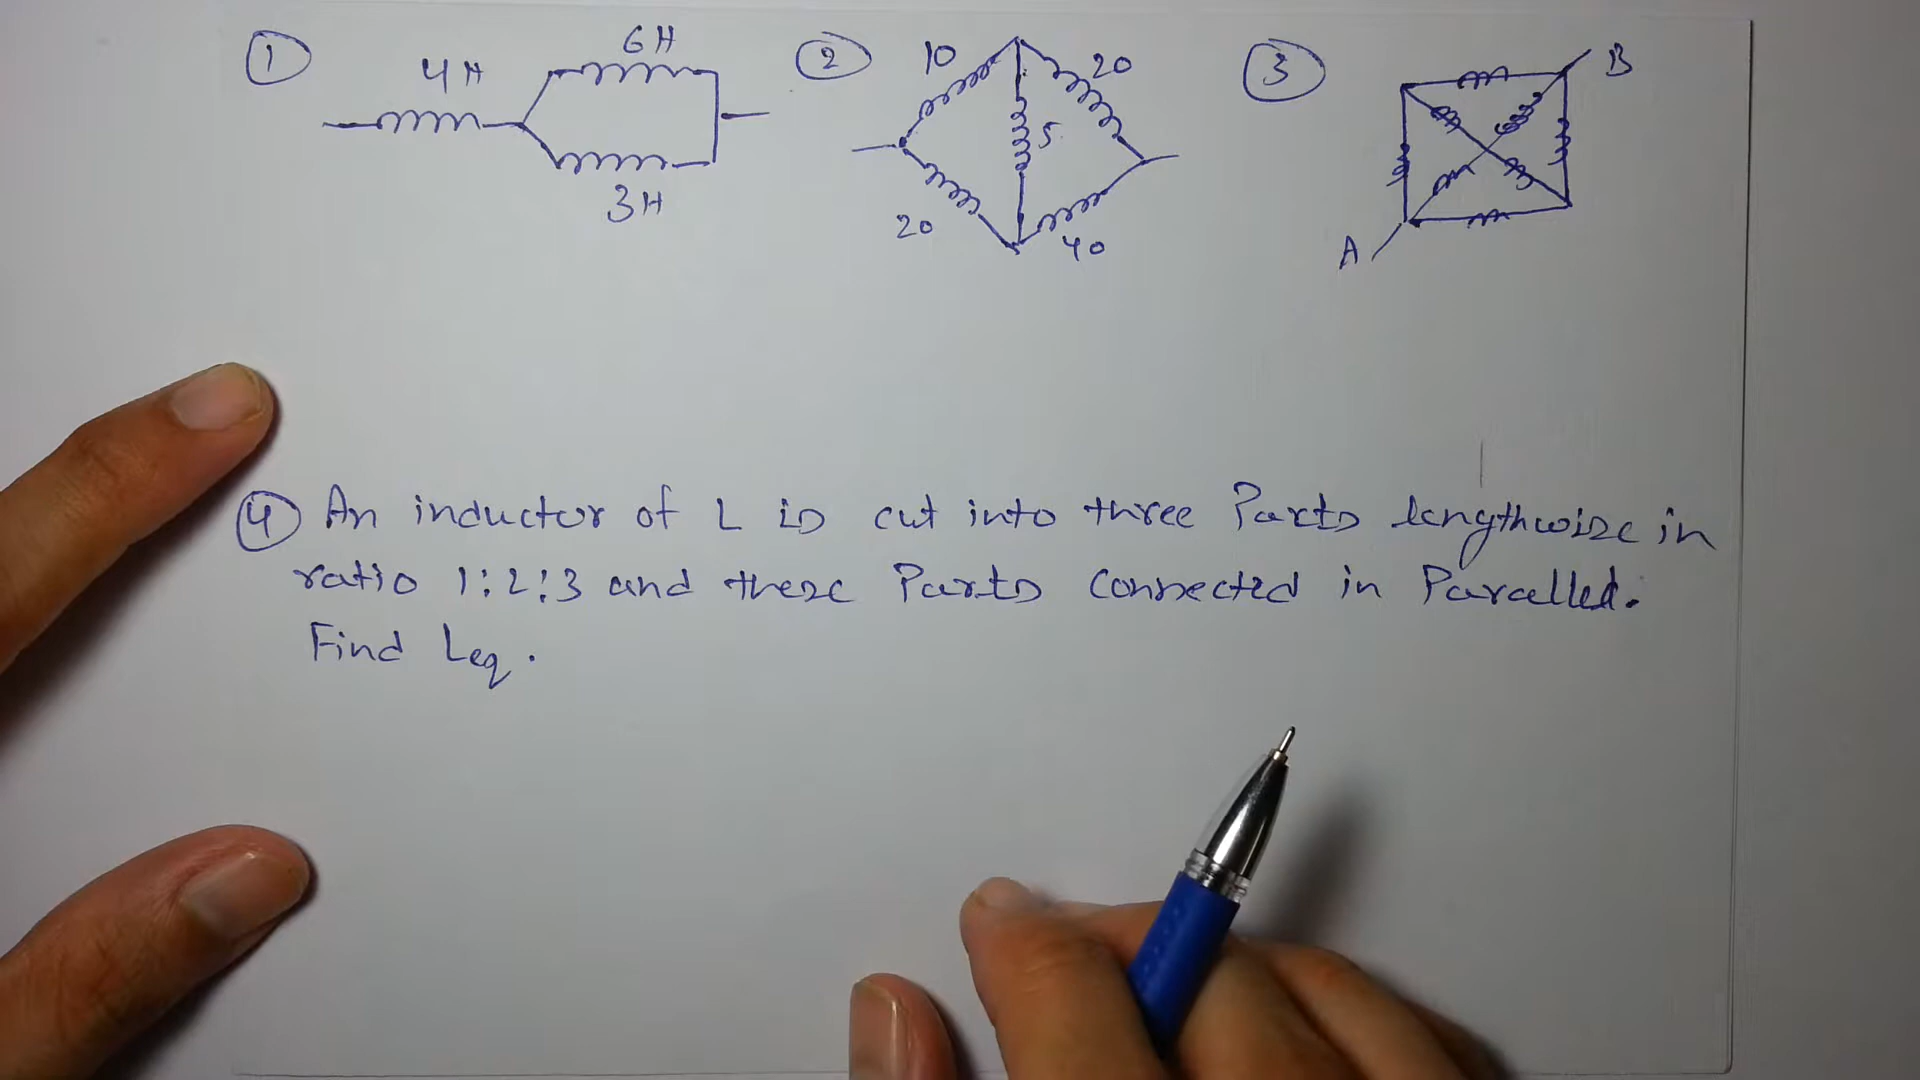 1
4H
6H
3H
2
10
20
5
20
40
3
B
A
4 An inductor of L is cut into three Parts lengthwise in
ratio 1:2:3 and these Parts connected in Paralled.
Find Leq.